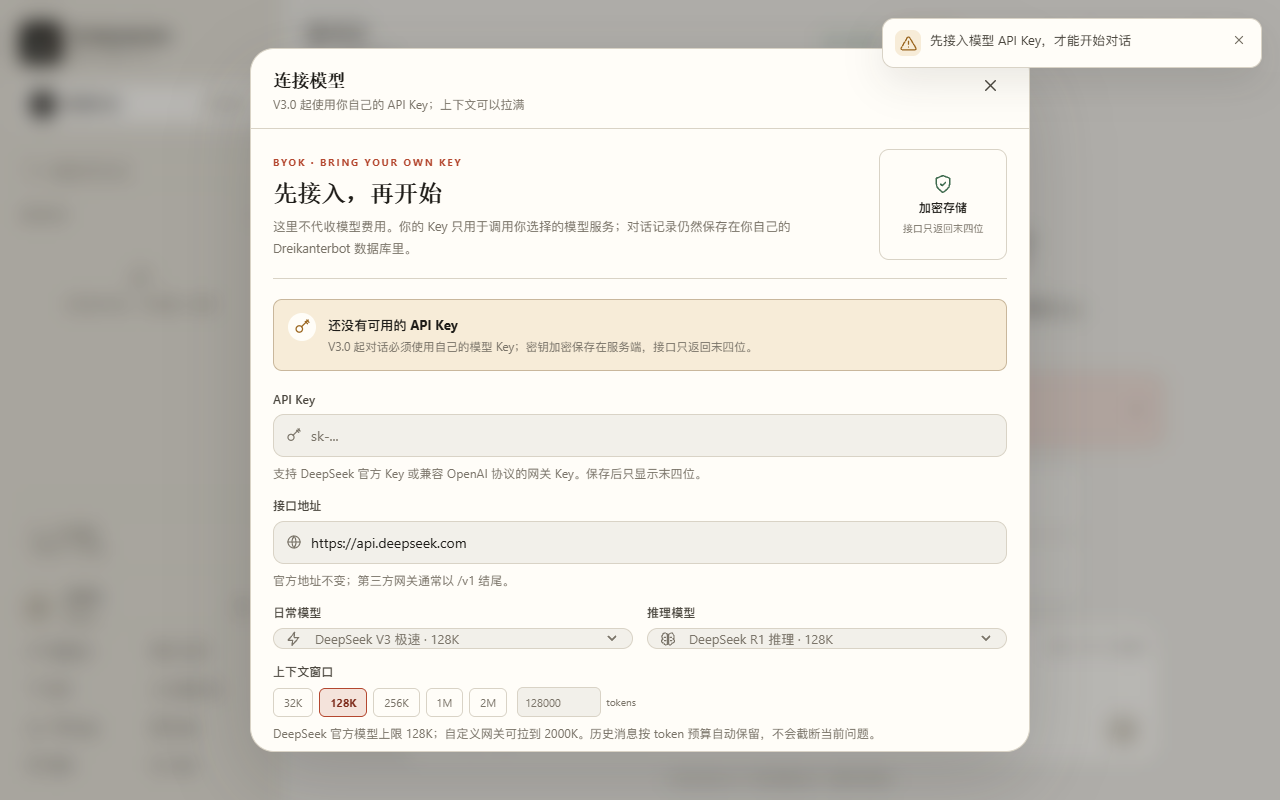 先接入模型 API Key，才能开始对话
连接模型
V3.0 起使用你自己的 API Key；上下文可以拉满
BYOK · BRING YOUR OWN KEY
先接入，再开始
这里不代收模型费用。你的 Key 只用于调用你选择的模型服务；对话记录仍然保存在你自己的
Dreikanterbot 数据库里。
加密存储
接口只返回末四位
还没有可用的 API Key
V3.0 起对话必须使用自己的模型 Key；密钥加密保存在服务端，接口只返回末四位。
API Key
sk-...
支持 DeepSeek 官方 Key 或兼容 OpenAI 协议的网关 Key。保存后只显示末四位。
接口地址
https://api.deepseek.com
官方地址不变；第三方网关通常以 /v1 结尾。
日常模型
推理模型
DeepSeek V3 极速 · 128K
DeepSeek R1 推理 · 128K
上下文窗口
32K 128K 256K 1M 2M 128000 tokens
DeepSeek 官方模型上限 128K；自定义网关可拉到 2000K。历史消息按 token 预算自动保留，不会截断当前问题。